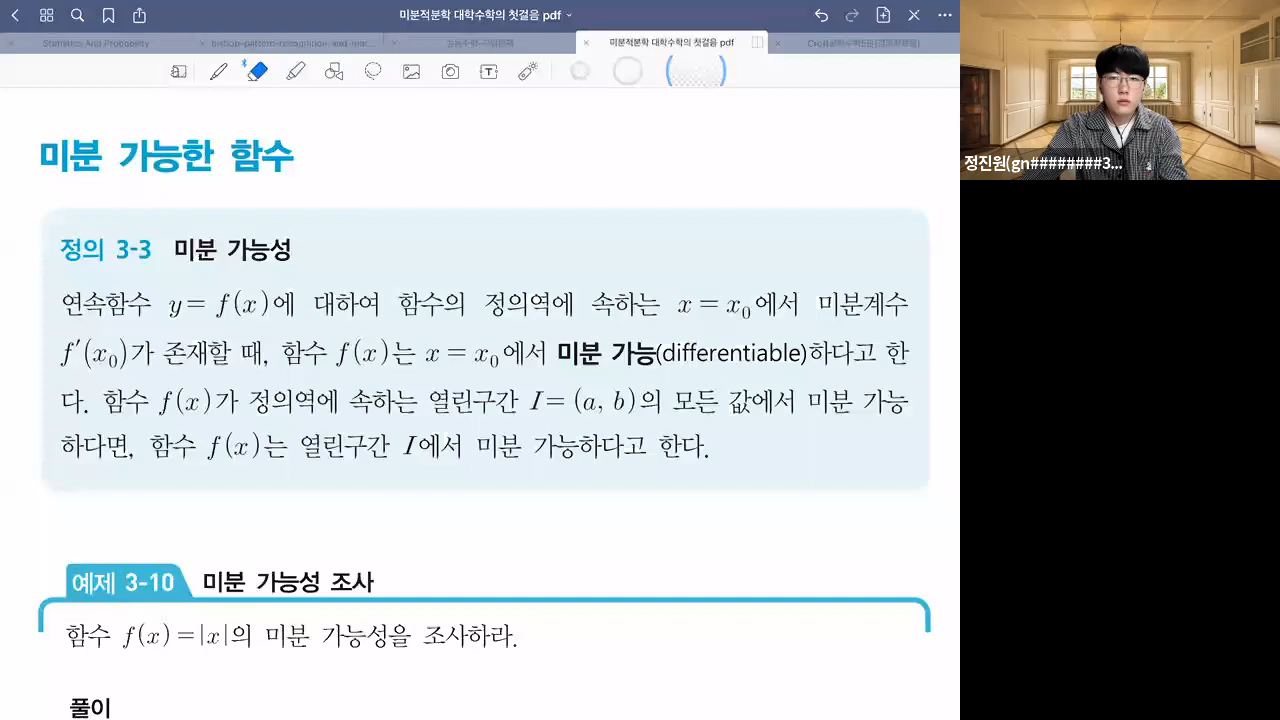 미분적분학 대학수학의 첫걸음 pdf
Statistics And Probability
미분적분학 대학수학의 첫걸음 pdf
미분 가능한 함수
정의 3-3 미분 가능성
연속함수 y = f(x)에 대하여 함수의 정의역에 속하는 x = x₀에서 미분계수
f′(x₀)가 존재할 때, 함수 f(x)는 x = x₀에서 미분 가능(differentiable)하다고 한
다. 함수 f(x)가 정의역에 속하는 열린구간 I = (a, b)의 모든 값에서 미분 가능
하다면, 함수 f(x)는 열린구간 I에서 미분 가능하다고 한다.
예제 3-10 미분 가능성 조사
함수 f(x) = |x|의 미분 가능성을 조사하라.
풀이
정진원(gn########3...